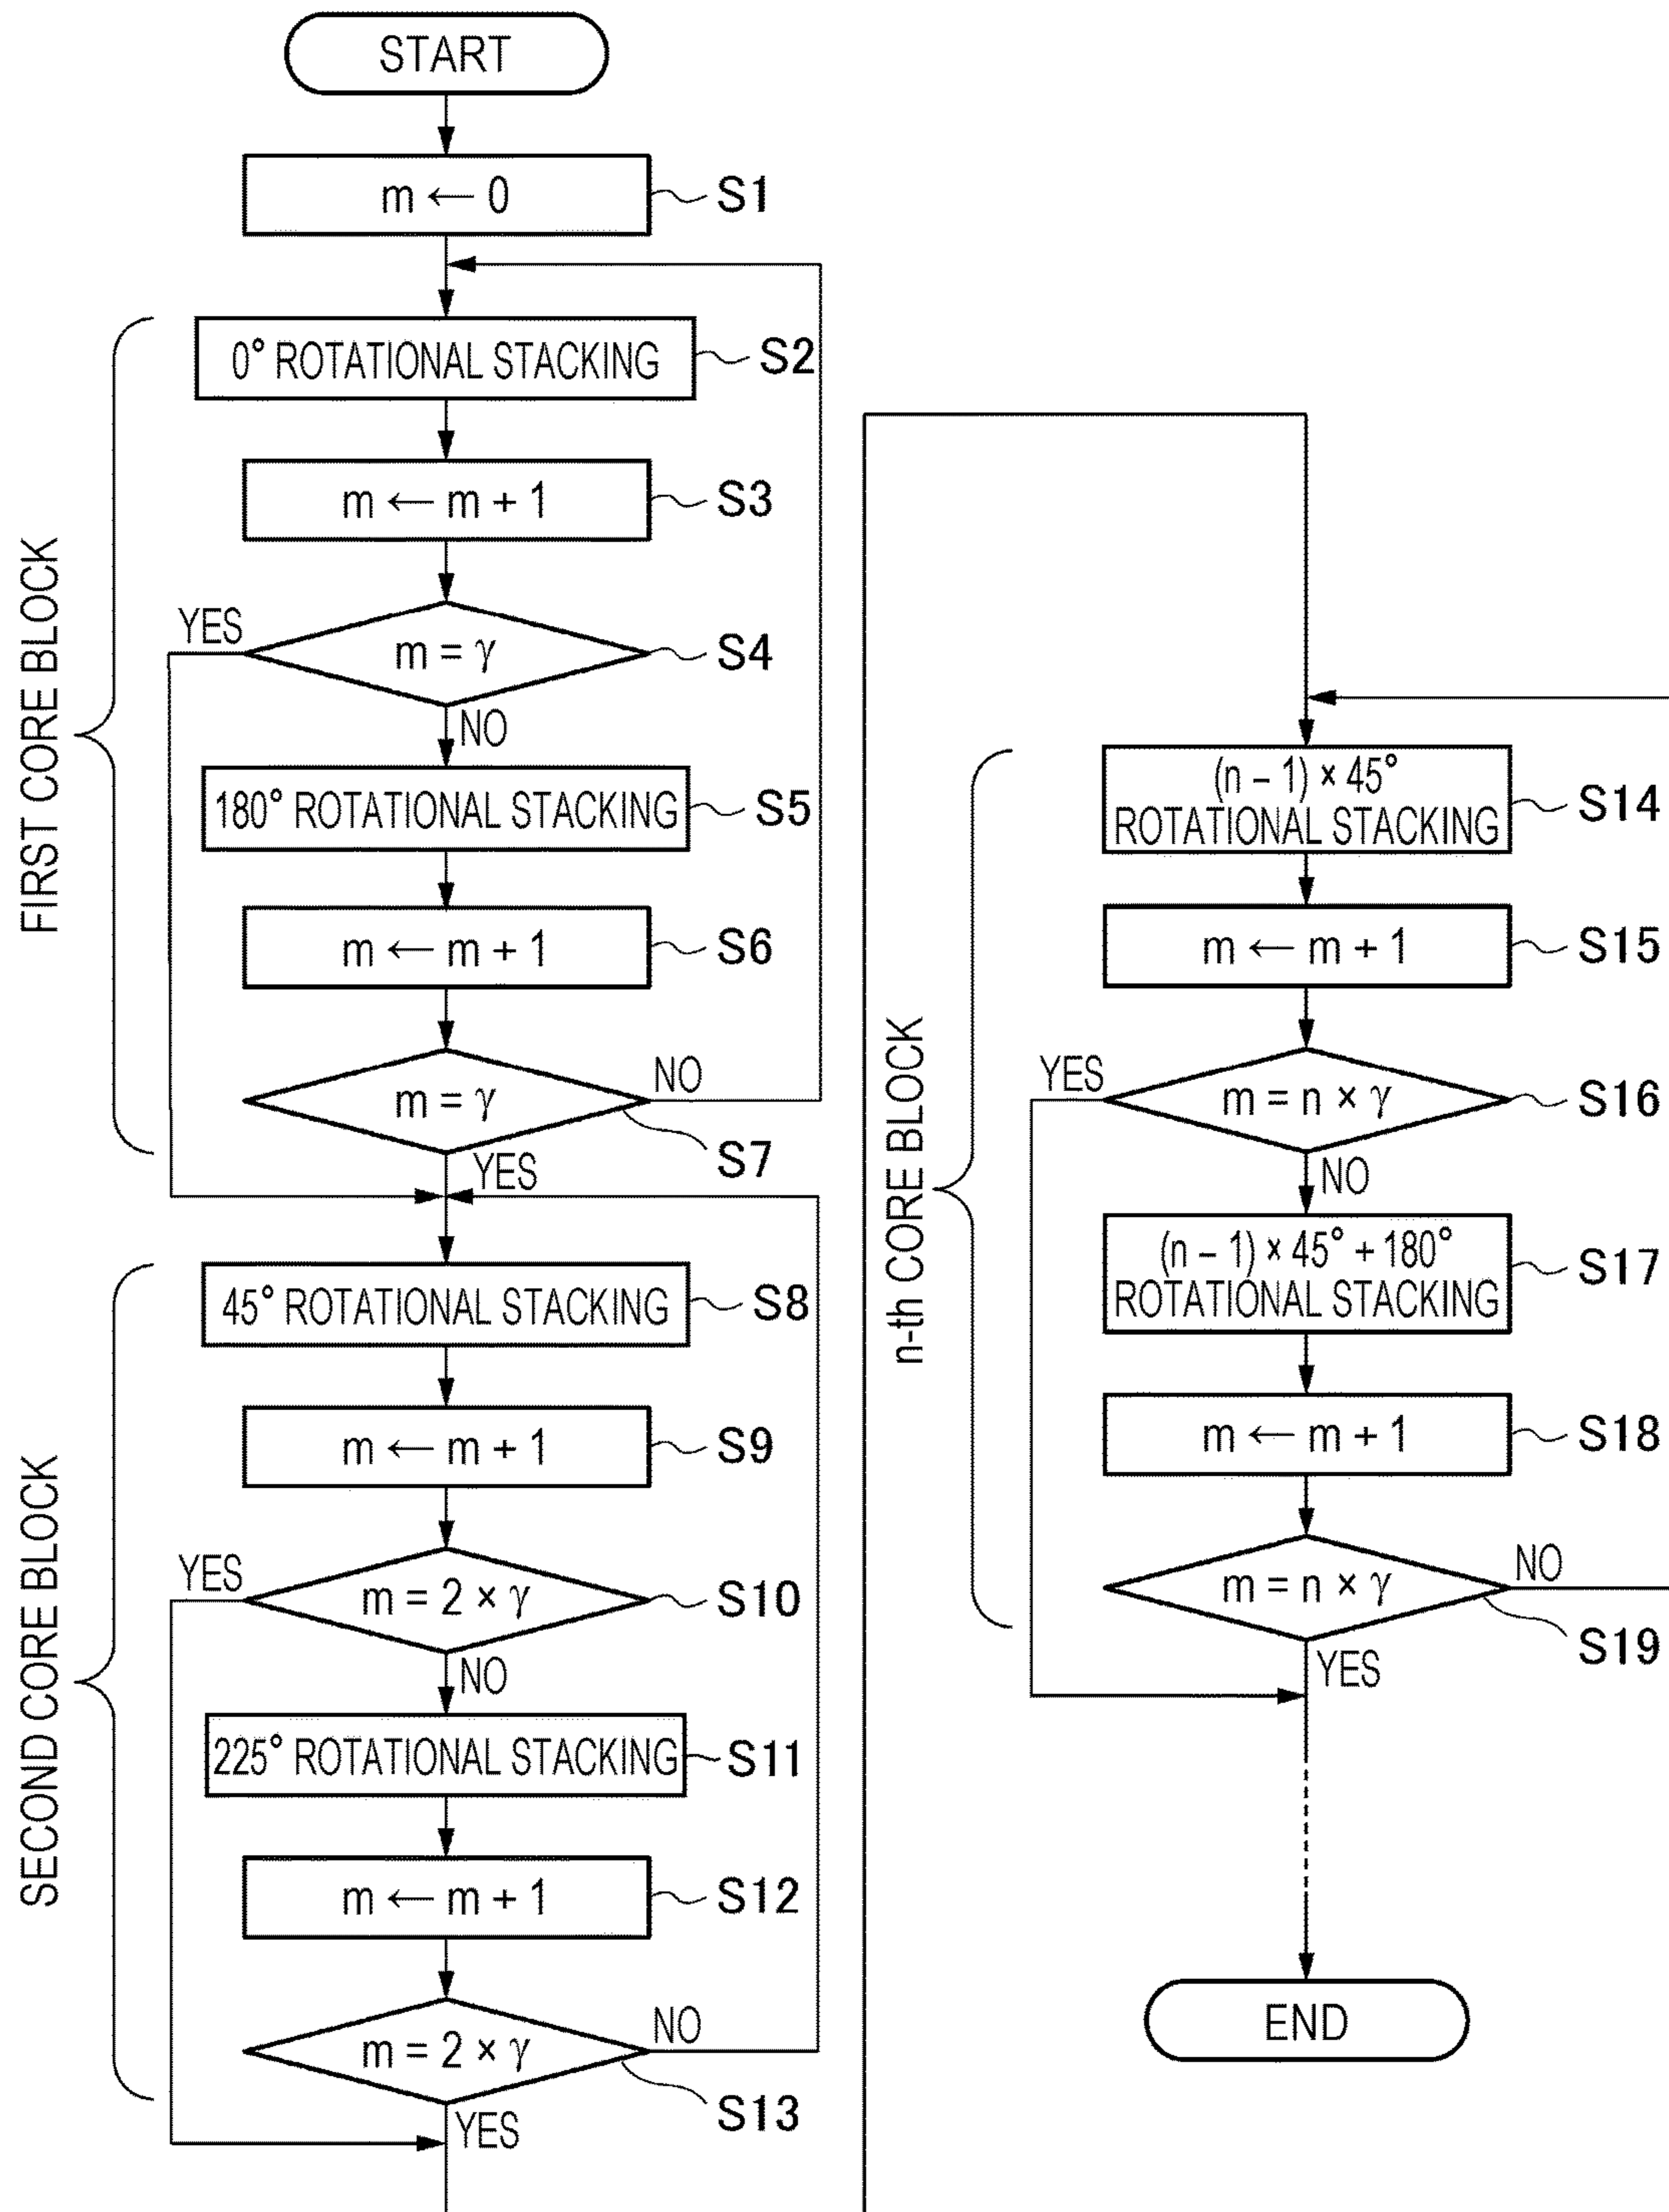 START
m ← 0
S1
FIRST CORE BLOCK
0° ROTATIONAL STACKING
S2
m ← m + 1
S3
YES
m = γ
S4
NO
180° ROTATIONAL STACKING
S5
m ← m + 1
S6
m = γ
NO
S7
YES
SECOND CORE BLOCK
45° ROTATIONAL STACKING
S8
m ← m + 1
S9
YES
m = 2 × γ
S10
NO
225° ROTATIONAL STACKING
S11
m ← m + 1
S12
m = 2 × γ
NO
S13
YES
n-th CORE BLOCK
(n – 1) × 45°
ROTATIONAL STACKING
S14
m ← m + 1
S15
YES
m = n × γ
S16
NO
(n – 1) × 45° + 180°
ROTATIONAL STACKING
S17
m ← m + 1
S18
m = n × γ
NO
S19
YES
END